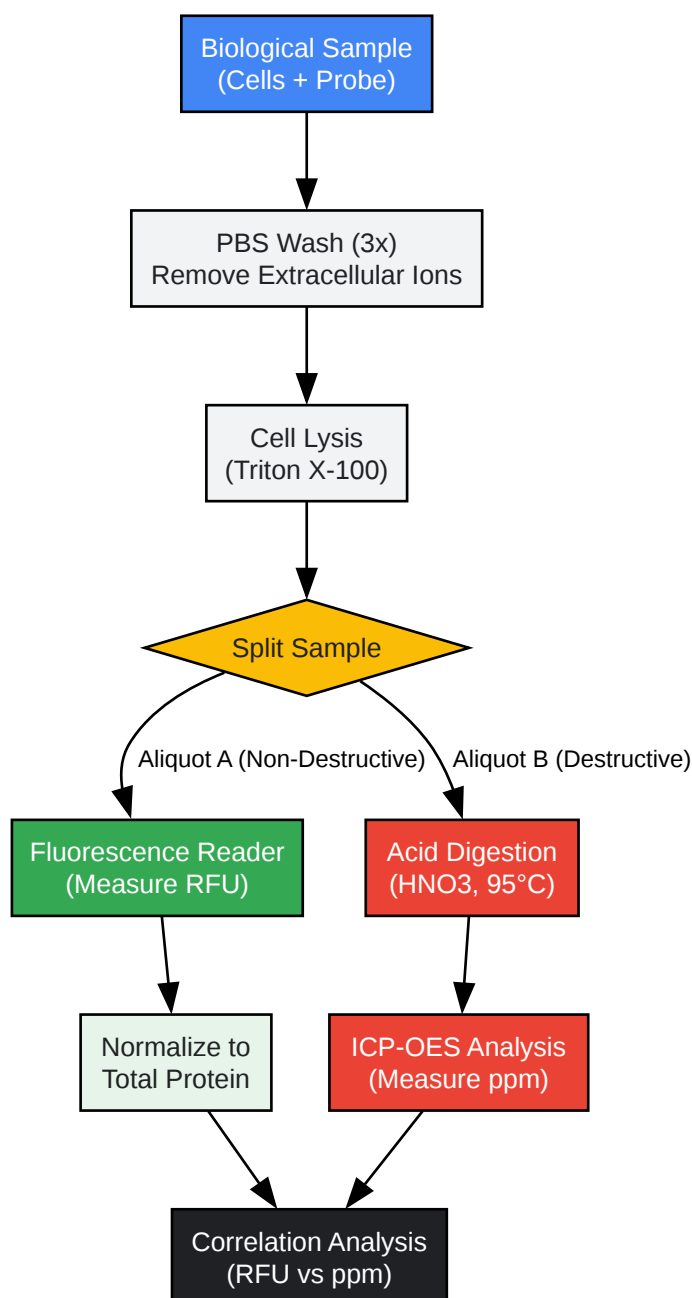 Biological Sample
(Cells + Probe)
PBS Wash (3x)
Remove Extracellular Ions
Cell Lysis
(Triton X-100)
Split Sample
Aliquot A (Non-Destructive)
Aliquot B (Destructive)
Fluorescence Reader
(Measure RFU)
Acid Digestion
(HNO3, 95°C)
Normalize to
Total Protein
ICP-OES Analysis
(Measure ppm)
Correlation Analysis
(RFU vs ppm)